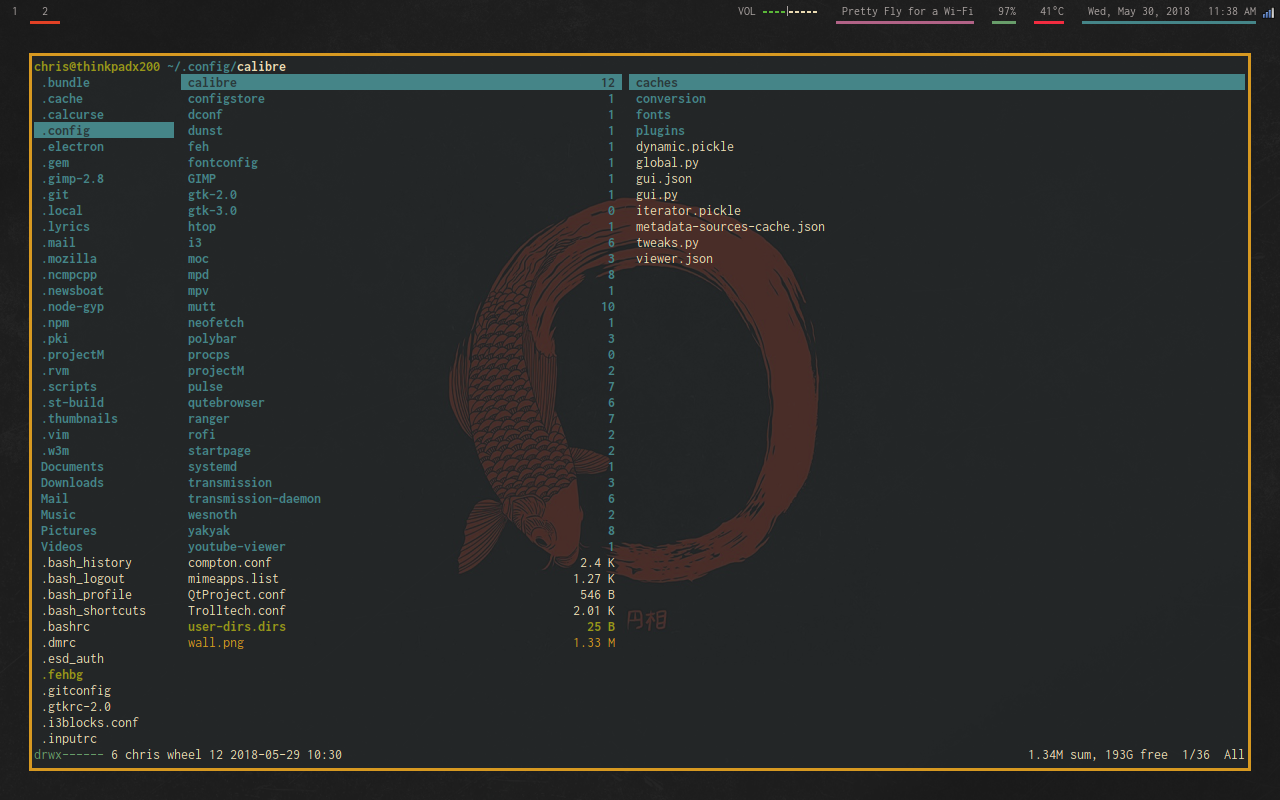 1 2 VOL Pretty Fly for a Wi-Fi 97% 41°C Wed, May 30, 2018 11:38 AM
chris@thinkpadx200 ~/.config/calibre
.bundle calibre 12 caches
.cache configstore 1 conversion
.calcurse dconf 1 fonts
.config dunst 1 plugins
.electron feh 1 dynamic.pickle
.gem fontconfig 1 global.py
.gimp-2.8 GIMP 1 gui.json
.git gtk-2.0 1 gui.py
.local gtk-3.0 0 iterator.pickle
.lyrics htop 1 metadata-sources-cache.json
.mail i3 6 tweaks.py
.mozilla moc 3 viewer.json
.ncmpcpp mpd 8
.newsboat mpv 1
.node-gyp mutt 10
.npm neofetch 1
.pki polybar 3
.projectM procps 0
.rvm projectM 2
.scripts pulse 7
.st-build qutebrowser 6
.thumbnails ranger 7
.vim rofi 2
.w3m startpage 2
Documents systemd 1
Downloads transmission 3
Mail transmission-daemon 6
Music wesnoth 2
Pictures yakyak 8
Videos youtube-viewer 1
.bash_history compton.conf 2.4 K
.bash_logout mimeapps.list 1.27 K
.bash_profile QtProject.conf 546 B
.bash_shortcuts Trolltech.conf 2.01 K
.bashrc user-dirs.dirs 25 B
円相
.dmrc wall.png 1.33 M
.esd_auth
.fehbg
.gitconfig
.gtkrc-2.0
.i3blocks.conf
.inputrc
drwx------ 6 chris wheel 12 2018-05-29 10:30 1.34M sum, 193G free 1/36 All